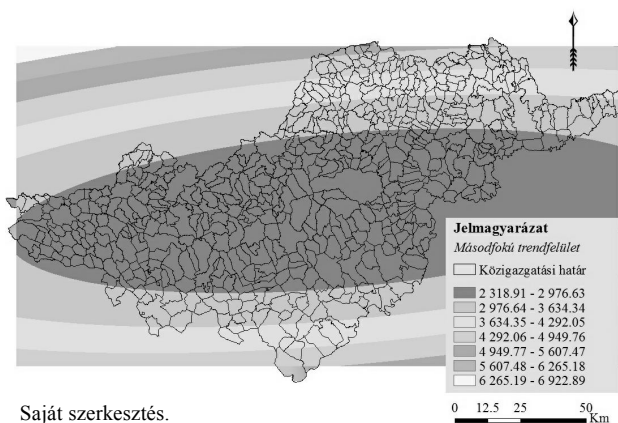 Jelmagyarázat
Másodfokú trendfelület
Közigazgatási határ
2 318.91 - 2 976.63
2 976.64 - 3 634.34
3 634.35 - 4 292.05
4 292.06 - 4 949.76
4 949.77 - 5 607.47
5 607.48 - 6 265.18
6 265.19 - 6 922.89
Saját szerkesztés.
0 12.5 25 50
Km